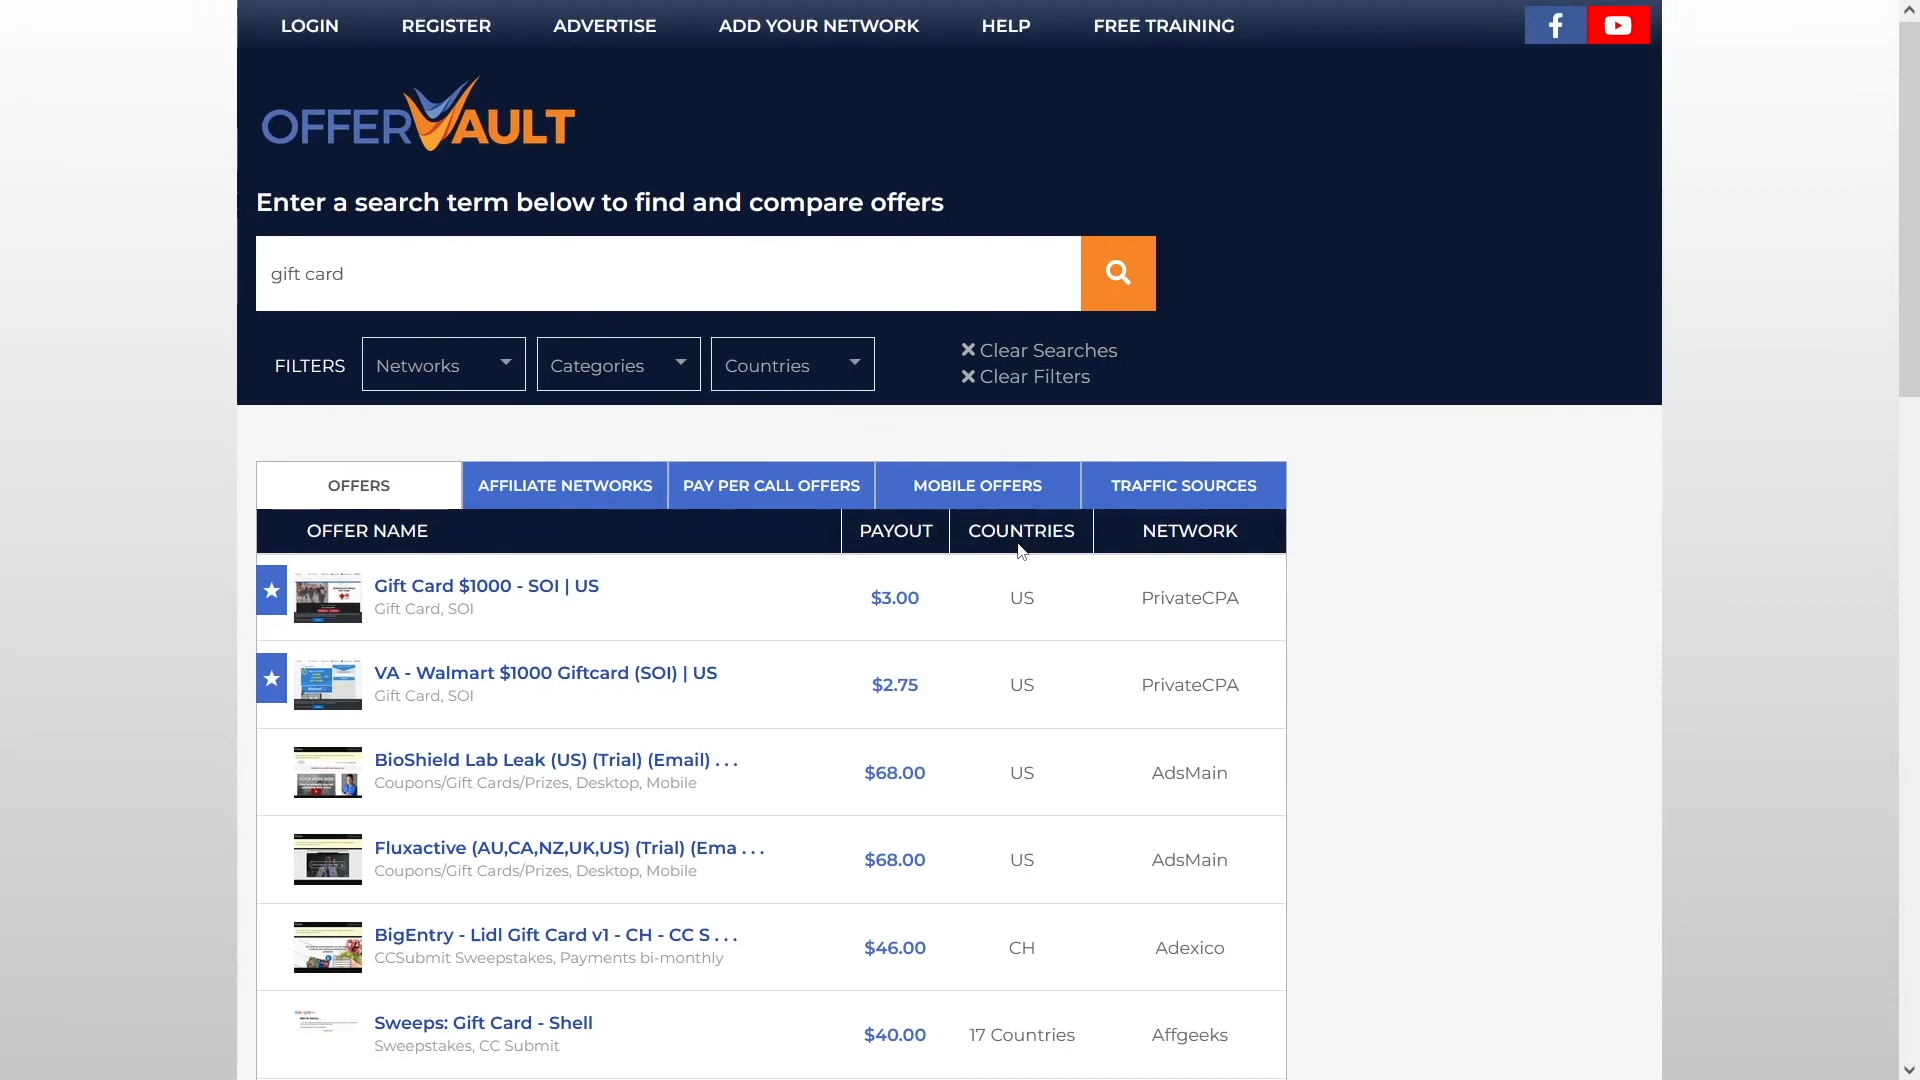 LOGIN REGISTER ADVERTISE ADD YOUR NETWORK HELP FREE TRAINING
OFFERVAULT
Enter a search term below to find and compare offers
gift card
FILTERS Networks Categories Countries
Clear Searches
Clear Filters
OFFERS AFFILIATE NETWORKS PAY PER CALL OFFERS MOBILE OFFERS TRAFFIC SOURCES
OFFER NAME PAYOUT COUNTRIES NETWORK
Gift Card $1000 - SOI | US
Gift Card, SOI
$3.00 US PrivateCPA
VA - Walmart $1000 Giftcard (SOI) | US
Gift Card, SOI
$2.75 US PrivateCPA
BioShield Lab Leak (US) (Trial) (Email) . . .
Coupons/Gift Cards/Prizes, Desktop, Mobile
$68.00 US AdsMain
Fluxactive (AU,CA,NZ,UK,US) (Trial) (Ema . . .
Coupons/Gift Cards/Prizes, Desktop, Mobile
$68.00 US AdsMain
BigEntry - Lidl Gift Card v1 - CH - CC S . . .
CCSubmit Sweepstakes, Payments bi-monthly
$46.00 CH Adexico
Sweeps: Gift Card - Shell
Sweepstakes, CC Submit
$40.00 17 Countries Affgeeks